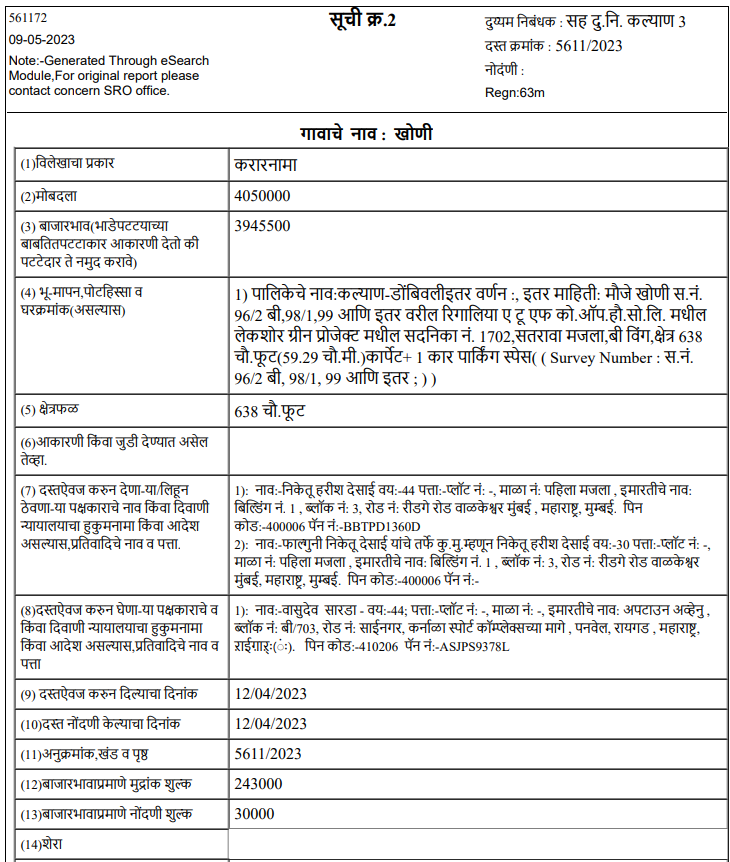 561172
09-05-2023
Note:-Generated Through eSearch
Module,For original report please
contact concern SRO office.
सूची क्र.2
दुय्यम निबंधक : सह दु.नि. कल्याण 3
दस्त क्रमांक : 5611/2023
नोदंणी :
Regn:63m
गावाचे नाव : खोणी
(1)विलेखाचा प्रकार
करारनामा
(2)मोबदला
4050000
(3) बाजारभाव(भाडेपटटयाच्या
बाबतितपटटाकार आकारणी देतो की
पटटेदार ते नमुद करावे)
3945500
(4) भू-मापन,पोटहिस्सा व
घरक्रमांक(असल्यास)
1) पालिकेचे नाव:कल्याण-डोंबिवलीइतर वर्णन :, इतर माहिती: मौजे खोणी स.नं.
96/2 बी,98/1,99 आणि इतर वरील रिगालिया ए टू एफ को.ऑप.हौ.सो.लि. मधील
लेकशोर ग्रीन प्रोजेक्ट मधील सदनिका नं. 1702,सतरावा मजला,बी विंग,क्षेत्र 638
चौ.फूट(59.29 चौ.मी.)कार्पेट+ 1 कार पार्किंग स्पेस( ( Survey Number : स.नं.
96/2 बी, 98/1, 99 आणि इतर ; ) )
(5) क्षेत्रफळ
638 चौ.फूट
(6)आकारणी किंवा जुडी देण्यात असेल
तेव्हा.
(7) दस्तऐवज करुन देणा-या/लिहून
ठेवणा-या पक्षकाराचे नाव किंवा दिवाणी
न्यायालयाचा हुकुमनामा किंवा आदेश
असल्यास,प्रतिवादिचे नाव व पत्ता.
1): नाव:-निकेतू हरीश देसाई वय:-44 पत्ता:-प्लॉट नं: -, माळा नं: पहिला मजला , इमारतीचे नाव:
बिल्डिंग नं. 1 , ब्लॉक नं: 3, रोड नं: रीडगे रोड वाळकेश्वर मुंबई , महाराष्ट्र, मुम्बई. पिन
कोड:-400006 पॅन नं:-BBTPD1360D
2): नाव:-फाल्गुनी निकेतू देसाई यांचे तर्फे कु.मु.म्हणून निकेतू हरीश देसाई वय:-30 पत्ता:-प्लॉट नं: -,
माळा नं: पहिला मजला , इमारतीचे नाव: बिल्डिंग नं. 1 , ब्लॉक नं: 3, रोड नं: रीडगे रोड वाळकेश्वर
मुंबई, महाराष्ट्र, मुम्बई. पिन कोड:-400006 पॅन नं:-
(8)दस्तऐवज करुन घेणा-या पक्षकाराचे व
किंवा दिवाणी न्यायालयाचा हुकुमनामा
किंवा आदेश असल्यास,प्रतिवादिचे नाव व
पत्ता
1): नाव:-वासुदेव सारडा - वय:-44; पत्ता:-प्लॉट नं: -, माळा नं: -, इमारतीचे नाव: अपटाउन अव्हेनु ,
ब्लॉक नं: बी/703, रोड नं: साईनगर, कर्नाळा स्पोर्ट कॉम्प्लेक्सच्या मागे , पनवेल, रायगड , महाराष्ट्र,
पिन कोड:-410206 पॅन नं:-ASJPS9378L
(9) दस्तऐवज करुन दिल्याचा दिनांक
12/04/2023
(10)दस्त नोंदणी केल्याचा दिनांक
12/04/2023
(11)अनुक्रमांक,खंड व पृष्ठ
5611/2023
(12)बाजारभावाप्रमाणे मुद्रांक शुल्क
243000
(13)बाजारभावाप्रमाणे नोंदणी शुल्क
30000
(14)शेरा